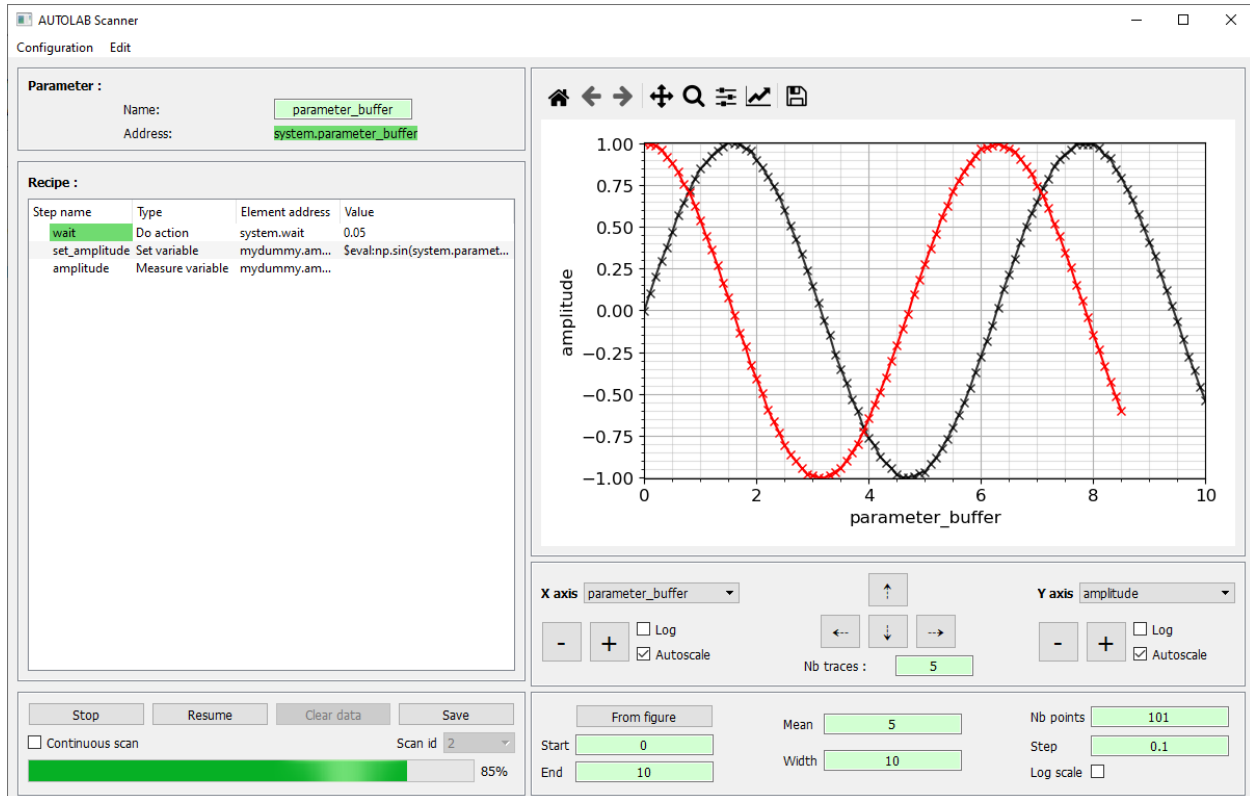 AUTOLAB Scanner
Configuration Edit
Parameter :
Name: parameter_buffer
Address: system.parameter_buffer
Recipe :
Step name Type Element address Value
wait Do action system.wait 0.05
set_amplitude Set variable mydummy.am... $eval:np.sin(system.paramet...
amplitude Measure variable mydummy.am...
Stop Resume Clear data Save
Continuous scan Scan id 2
85%
1.00
0.75
0.50
0.25
0.00
−0.25
−0.50
−0.75
−1.00
amplitude
0 2 4 6 8 10
parameter_buffer
X axis parameter_buffer
- +
Log
Autoscale
Nb traces : 5
Y axis amplitude
- +
Log
Autoscale
From figure
Start 0
End 10
Mean 5
Width 10
Nb points 101
Step 0.1
Log scale